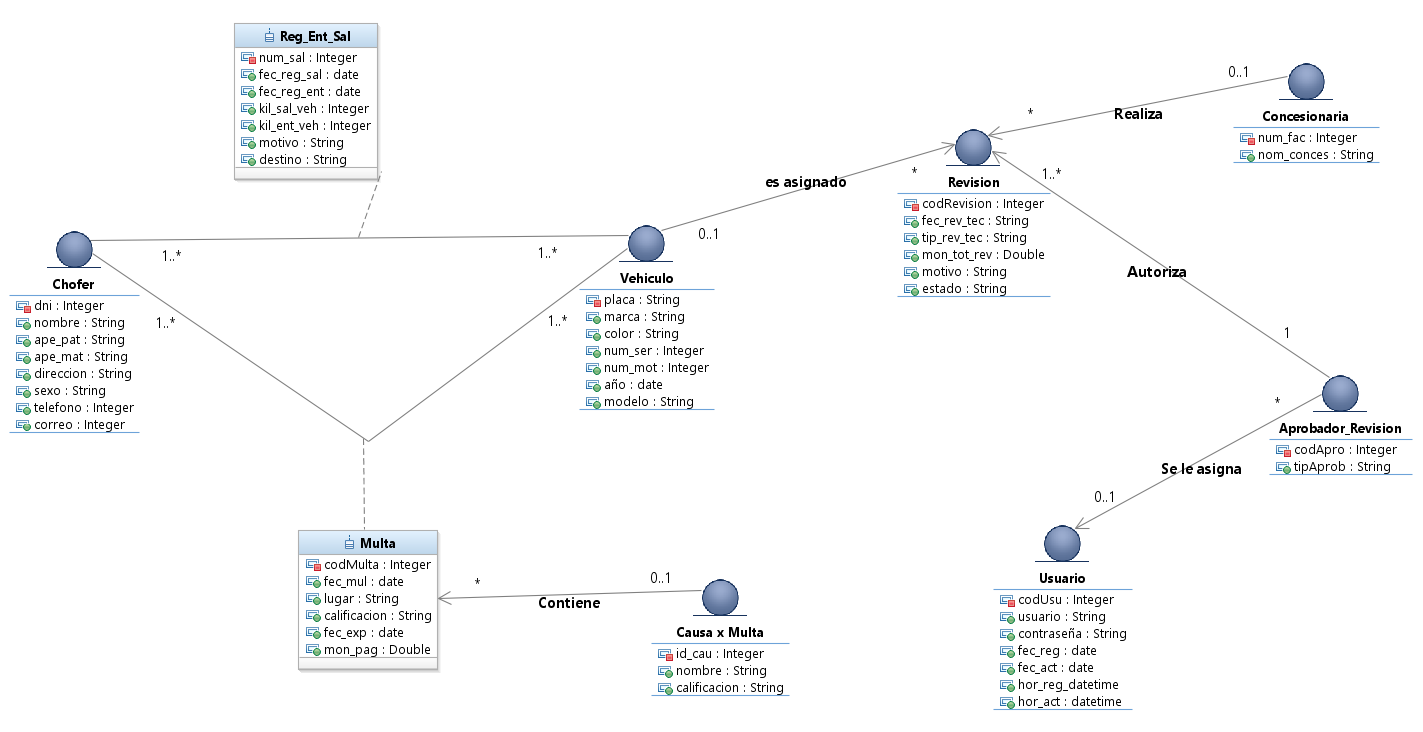 Reg_Ent_Sal
num_sal : Integer
fec_reg_sal : date
fec_reg_ent : date
kil_sal_veh : Integer
kil_ent_veh : Integer
motivo : String
destino : String
0..1
*
Realiza
Concesionaria
num_fac : Integer
nom_conces : String
es asignado
*
0..1
Revision
codRevision : Integer
fec_rev_tec : String
tip_rev_tec : String
mon_tot_rev : Double
motivo : String
estado : String
1..*
Autoriza
1
1..*
1..*
Chofer
dni : Integer
nombre : String
ape_pat : String
ape_mat : String
direccion : String
sexo : String
telefono : Integer
correo : Integer
1..*
1..*
Vehiculo
placa : String
marca : String
color : String
num_ser : Integer
num_mot : Integer
año : date
modelo : String
Aprobador_Revision
codApro : Integer
tipAprob : String
*
Se le asigna
0..1
Multa
codMulta : Integer
fec_mul : date
lugar : String
calificacion : String
fec_exp : date
mon_pag : Double
*
Contiene
0..1
Causa x Multa
id_cau : Integer
nombre : String
calificacion : String
Usuario
codUsu : Integer
usuario : String
contraseña : String
fec_reg : date
fec_act : date
hor_reg_datetime
hor_act : datetime